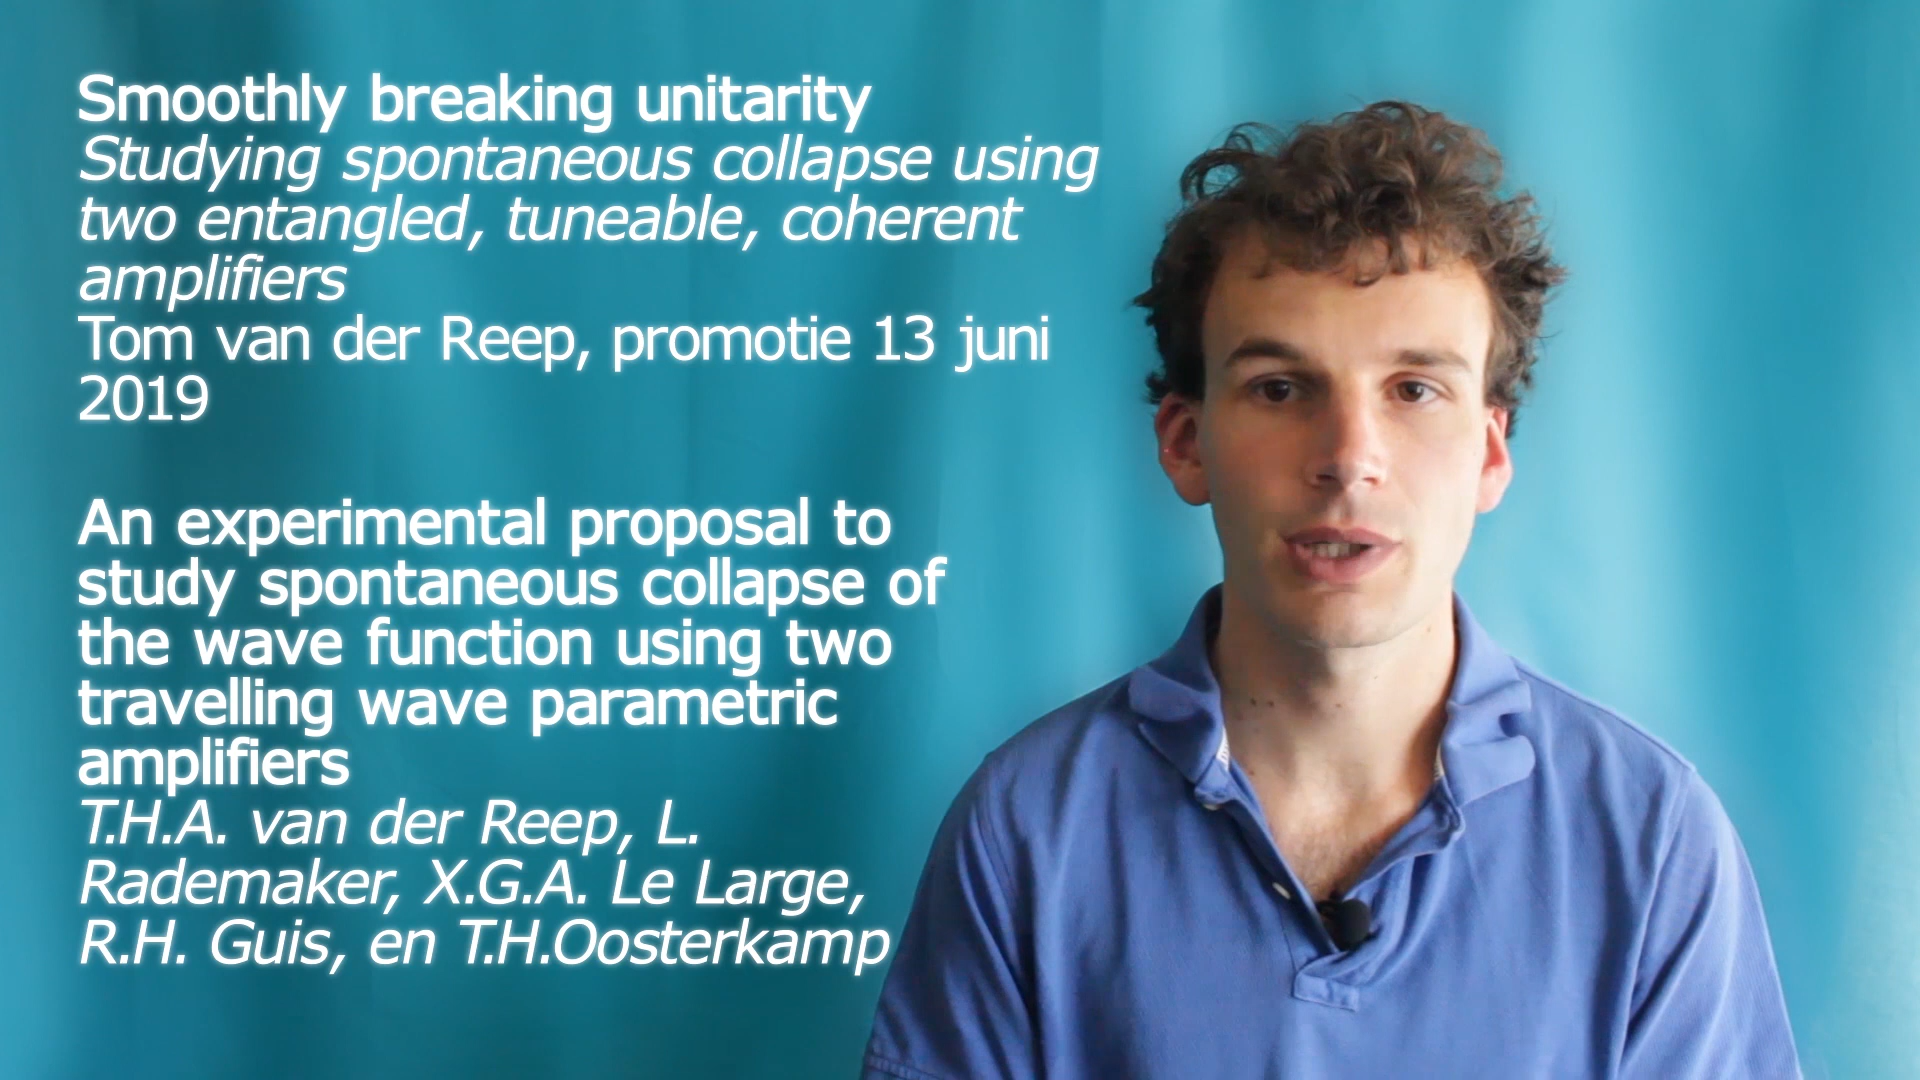 Smoothly breaking unitarity
Studying spontaneous collapse using
two entangled, tuneable, coherent
amplifiers
Tom van der Reep, promotie 13 juni
2019
An experimental proposal to
study spontaneous collapse of
the wave function using two
travelling wave parametric
amplifiers
T.H.A. van der Reep, L.
Rademaker, X.G.A. Le Large,
R.H. Guis, en T.H.Oosterkamp